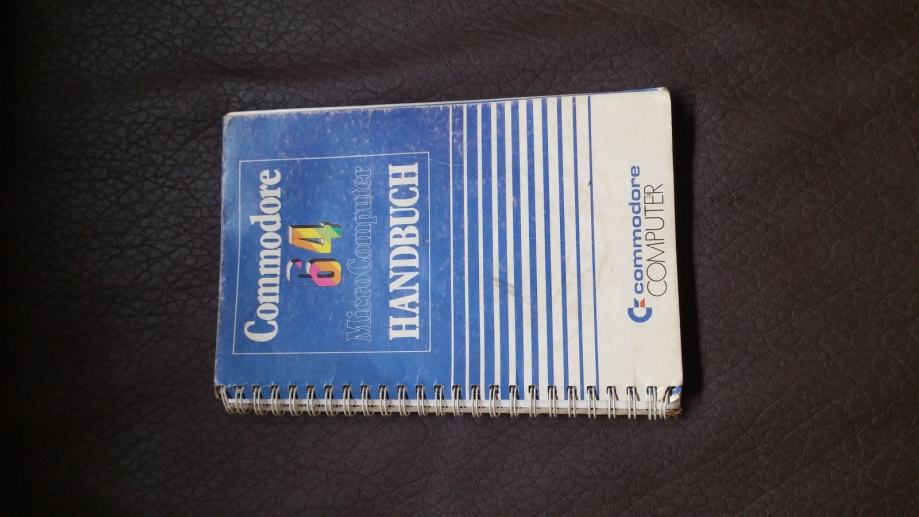 Commodore
64
MicroComputer
HANDBUCH
commodore
COMPUTER